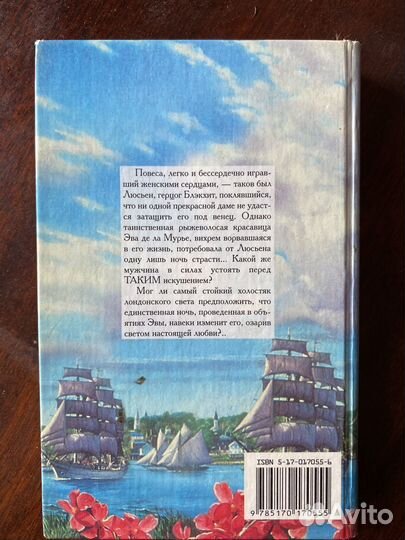 Повеса, легко и бессердечно играв-
ший женскими сердцами, — таков был
Люсьен, герцог Блэкхит, поклявшийся,
что ни одной прекрасной даме не удаст-
ся затащить его под венец. Однако
таинственная рыжеволосая красавица
Эва де ла Мурье, вихрем ворвавшаяся
в его жизнь, потребовала от Люсьена
одну лишь ночь страсти... Какой же
мужчина в силах устоять перед
ТАКИМ искушением?
Мог ли самый стойкий холостяк
лондонского света предположить, что
единственная ночь, проведенная в объ-
ятиях Эвы, навеки изменит его, озарив
светом настоящей любви?..
ISBN 5-17-017055-6
9 785170 170555
Avito